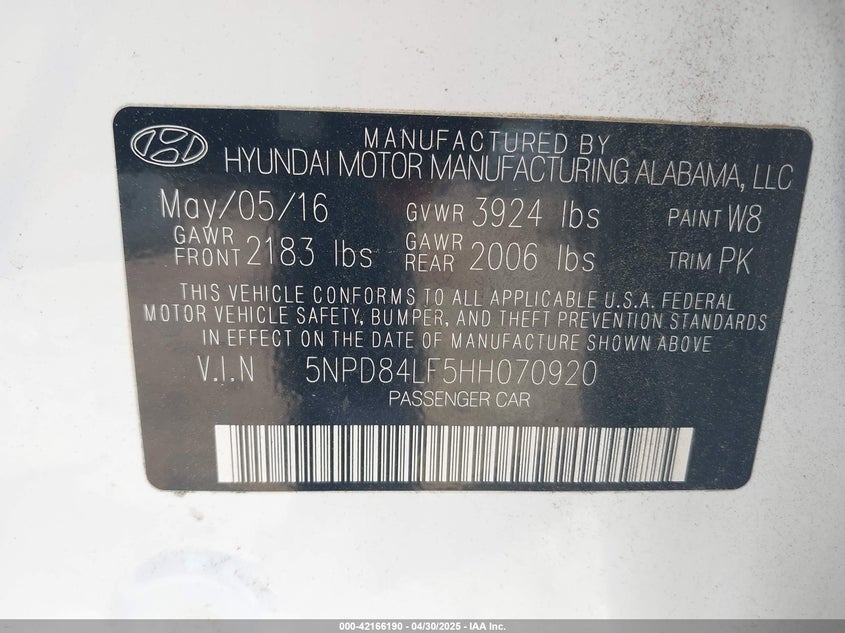 MANUFACTURED BY
HYUNDAI MOTOR MANUFACTURING ALABAMA, LLC
May/05/16 GVWR 3924 lbs PAINT W8
GAWR FRONT 2183 lbs GAWR REAR 2006 lbs TRIM PK
THIS VEHICLE CONFORMS TO ALL APPLICABLE U.S.A. FEDERAL
MOTOR VEHICLE SAFETY, BUMPER, AND THEFT PREVENTION STANDARDS
IN EFFECT ON THE DATE OF MANUFACTURE SHOWN ABOVE
V.I.N 5NPD84LF5HH070920
PASSENGER CAR
000-42166190 - 04/30/2025 - IAA Inc.